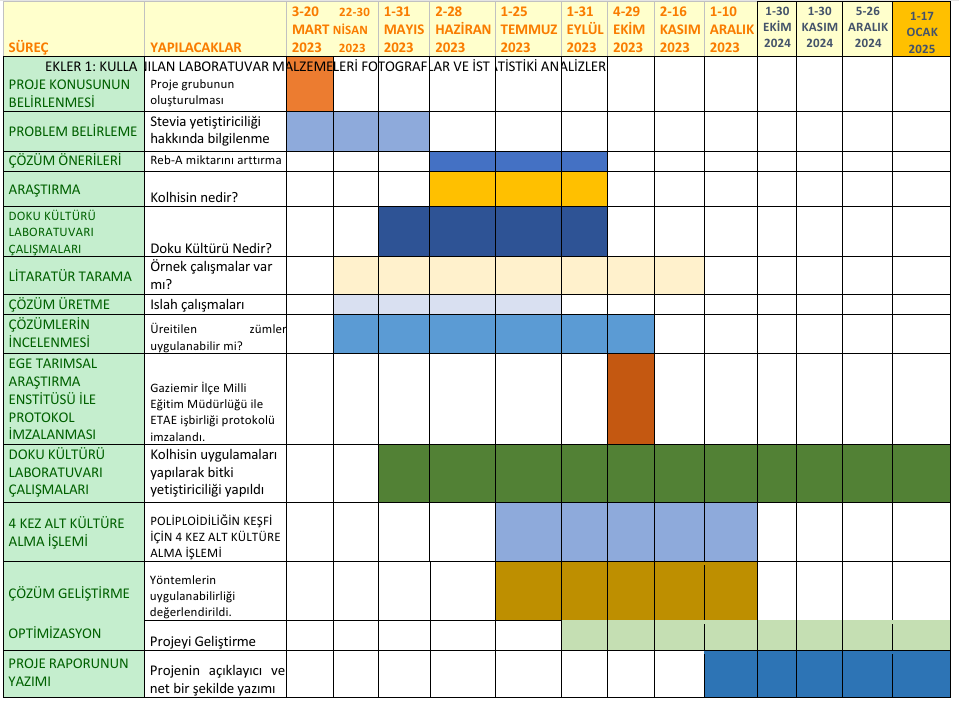 SÜREÇ
YAPILACAKLAR
3-20
MART
2023
22-30
NİSAN
2023
1-31
MAYIS
2023
2-28
HAZİRAN
2023
1-25
TEMMUZ
2023
1-31
EYLÜL
2023
4-29
EKİM
2023
2-16
KASIM
2023
1-10
ARALIK
2023
1-30
EKİM
2024
1-30
KASIM
2024
5-26
ARALIK
2024
1-17
OCAK
2025
EKLER 1: KULLANILAN LABORATUVAR MALZEMELERİ FOTOGRAFLAR VE İSTATİSTİKİ ANALİZLER
PROJE KONUSUNUN
BELİRLENMESİ
Proje grubunun
oluşturulması
PROBLEM BELİRLEME
Stevia yetiştiriciliği
hakkında bilgilenme
ÇÖZÜM ÖNERİLERİ
Reb-A miktarını arttırma
ARAŞTIRMA
Kolhisin nedir?
DOKU KÜLTÜRÜ
LABORATUVARI
ÇALIŞMALARI
Doku Kültürü Nedir?
LİTARATÜR TARAMA
Örnek çalışmalar var
mı?
ÇÖZÜM ÜRETME
Islah çalışmaları
ÇÖZÜMLERİN
İNCELENMESİ
Üreitilen zümler
uygulanabilir mi?
EGE TARIMSAL
ARAŞTIRMA
ENSTİTÜSÜ İLE
PROTOKOL
İMZALANMASI
Gaziemir İlçe Milli
Eğitim Müdürlüğü ile
ETAE işbirliği protokolü
imzalandı.
DOKU KÜLTÜRÜ
LABORATUVARI
ÇALIŞMALARI
Kolhisin uygulamaları
yapılarak bitki
yetiştiriciliği yapıldı
4 KEZ ALT KÜLTÜRE
ALMA İŞLEMİ
POLİPLOİDİLİĞİN KEŞFİ
İÇİN 4 KEZ ALT KÜLTÜRE
ALMA İŞLEMİ
ÇÖZÜM GELİŞTİRME
Yöntemlerin
uygulanabilirliği
değerlendirildi.
OPTİMİZASYON
Projeyi Geliştirme
PROJE RAPORUNUN
YAZIMI
Projenin açıklayıcı ve
net bir şekilde yazımı